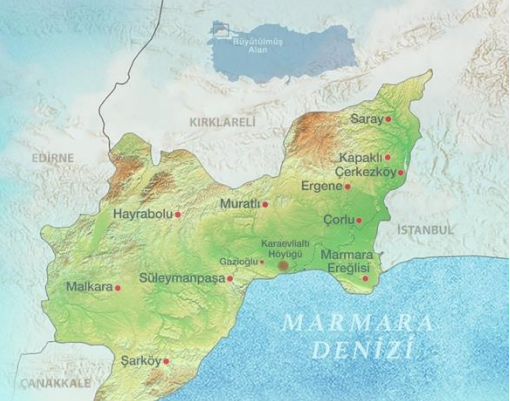 Büyütülmüş
Alan
KIRKLARELİ
Saray
EDİRNE
Kapaklı
Çerkezköy
Ergene
Muratlı
Hayrabolu
Çorlu
İSTANBUL
Karaevlialtı
Höyüğü
Marmara
Ereğlisi
Gazioğlu
Süleymanpaşa
Malkara
MARMARA
DENİZİ
Şarköy
ÇANAKKALE